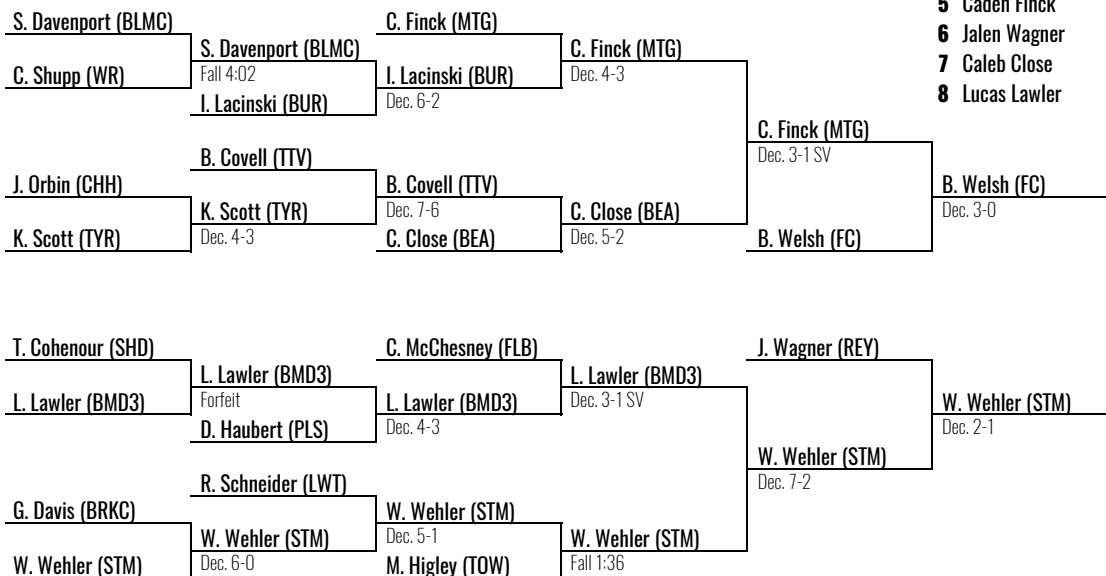 5 Caden Finck
S. Davenport (BLMC)
C. Finck (MTG)
6 Jalen Wagner
S. Davenport (BLMC)
C. Finck (MTG)
C. Shupp (WR)
Fall 4:02
I. Lacinski (BUR)
Dec. 4-3
7 Caleb Close
I. Lacinski (BUR)
Dec. 6-2
8 Lucas Lawler
C. Finck (MTG)
B. Covell (TTV)
Dec. 3-1 SV
J. Orbin (CHH)
B. Covell (TTV)
B. Welsh (FC)
K. Scott (TYR)
Dec. 7-6
C. Close (BEA)
Dec. 3-0
K. Scott (TYR)
Dec. 4-3
C. Close (BEA)
Dec. 5-2
B. Welsh (FC)
T. Cohenour (SHD)
C. McChesney (FLB)
J. Wagner (REY)
L. Lawler (BMD3)
L. Lawler (BMD3)
L. Lawler (BMD3)
Forfeit
L. Lawler (BMD3)
Dec. 3-1 SV
W. Wehler (STM)
D. Haubert (PLS)
Dec. 4-3
Dec. 2-1
W. Wehler (STM)
R. Schneider (LWT)
Dec. 7-2
G. Davis (BRKC)
W. Wehler (STM)
W. Wehler (STM)
Dec. 5-1
W. Wehler (STM)
W. Wehler (STM)
Dec. 6-0
M. Higley (TOW)
Fall 1:36